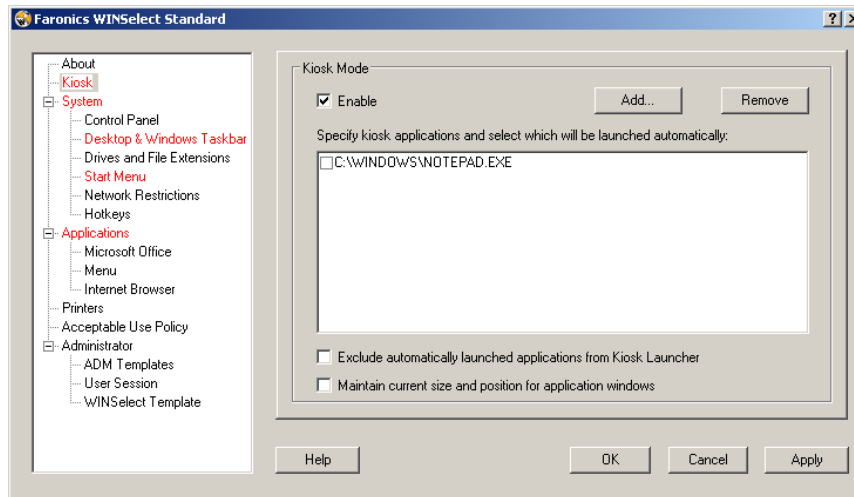 Faronics WINSelect Standard
About
Kiosk
System
Control Panel
Desktop & Windows Taskbar
Drives and File Extensions
Start Menu
Network Restrictions
Hotkeys
Applications
Microsoft Office
Menu
Internet Browser
Printers
Acceptable Use Policy
Administrator
ADM Templates
User Session
WINSelect Template
Kiosk Mode
Enable
Add...
Remove
Specify kiosk applications and select which will be launched automatically:
C:\WINDOWS\NOTEPAD.EXE
Exclude automatically launched applications from Kiosk Launcher
Maintain current size and position for application windows
Help
OK
Cancel
Apply